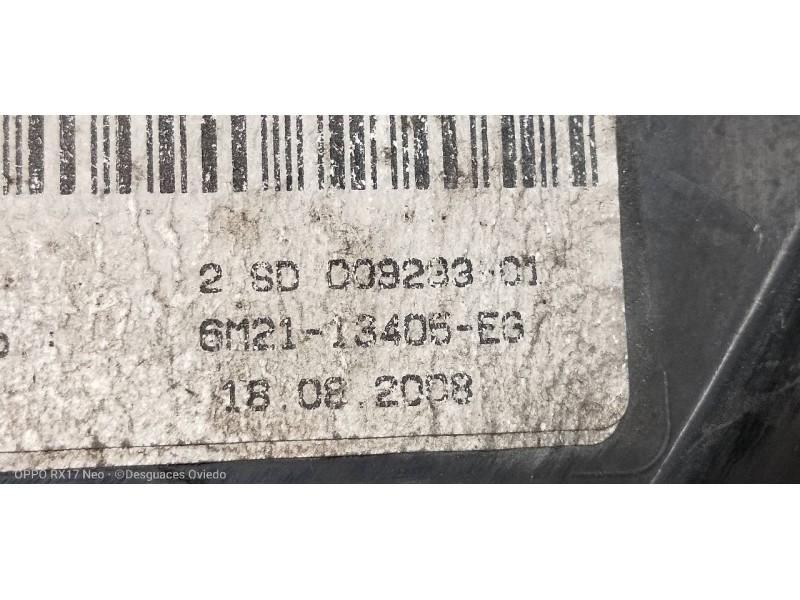 2 SD 009283-01
6M21-13405-EG
18.08.2008
OPPO RX17 Neo · ©Desguaces Oviedo